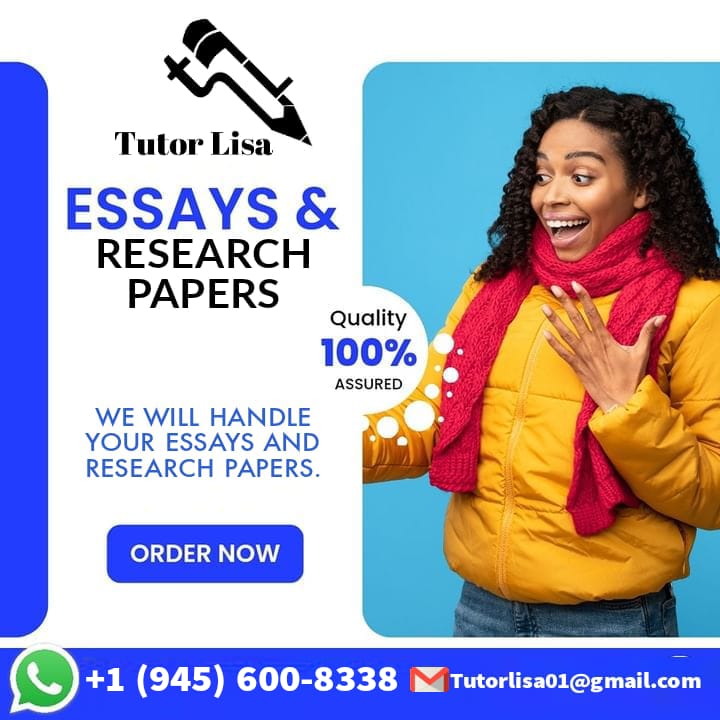 Tutor Lisa
ESSAYS &
RESEARCH
PAPERS
Quality
100%
ASSURED
WE WILL HANDLE
YOUR ESSAYS AND
RESEARCH PAPERS.
ORDER NOW
+1 (945) 600-8338
Tutorlisa01@gmail.com